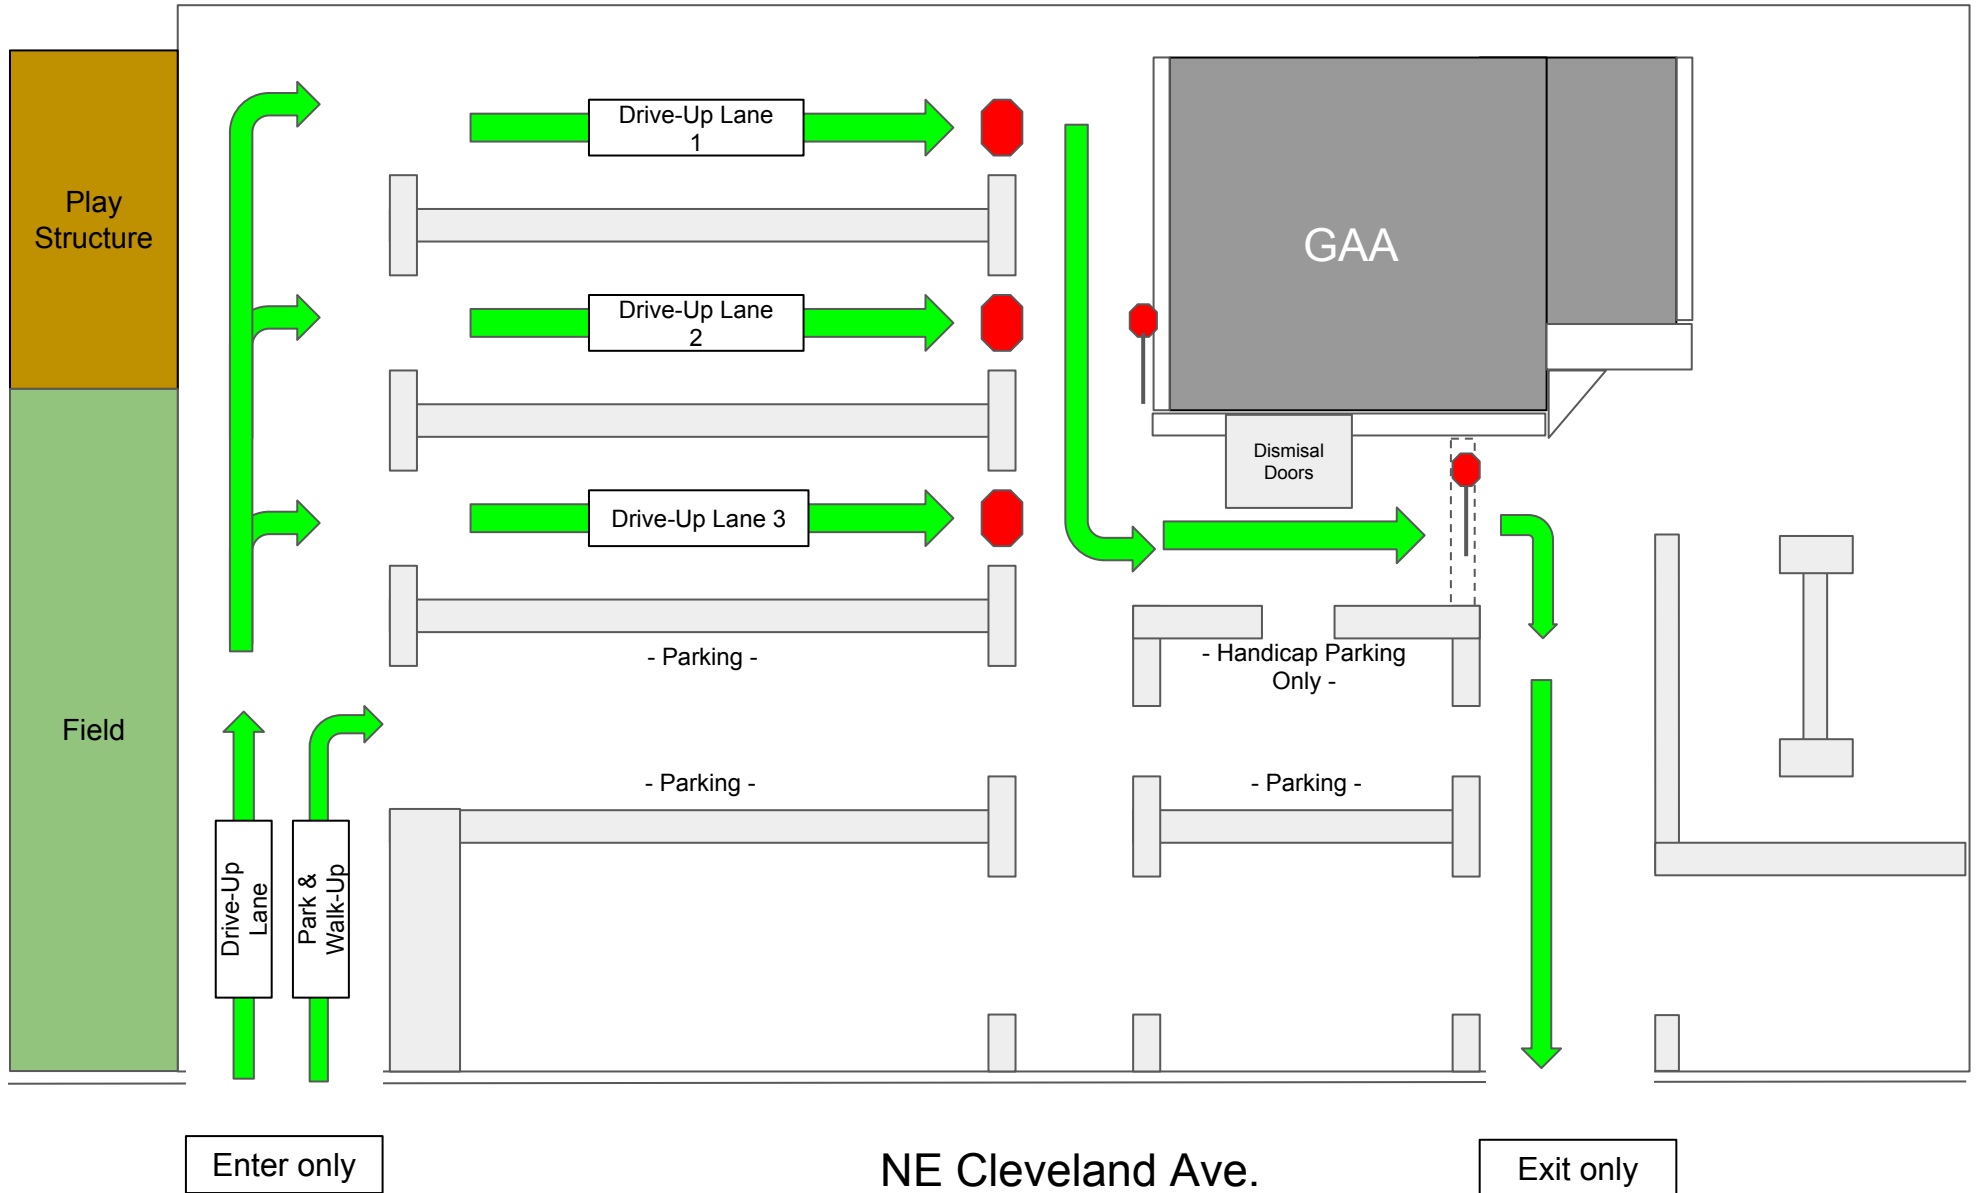 Drive-Up Lane
1
Play
Structure
GAA
Drive-Up Lane
2
Dismisal
Doors
Drive-Up Lane 3
- Parking -
- Handicap Parking
Only -
Field
- Parking -
- Parking -
Drive-Up
Lane
Park &
Walk-Up
Enter only
NE Cleveland Ave.
Exit only